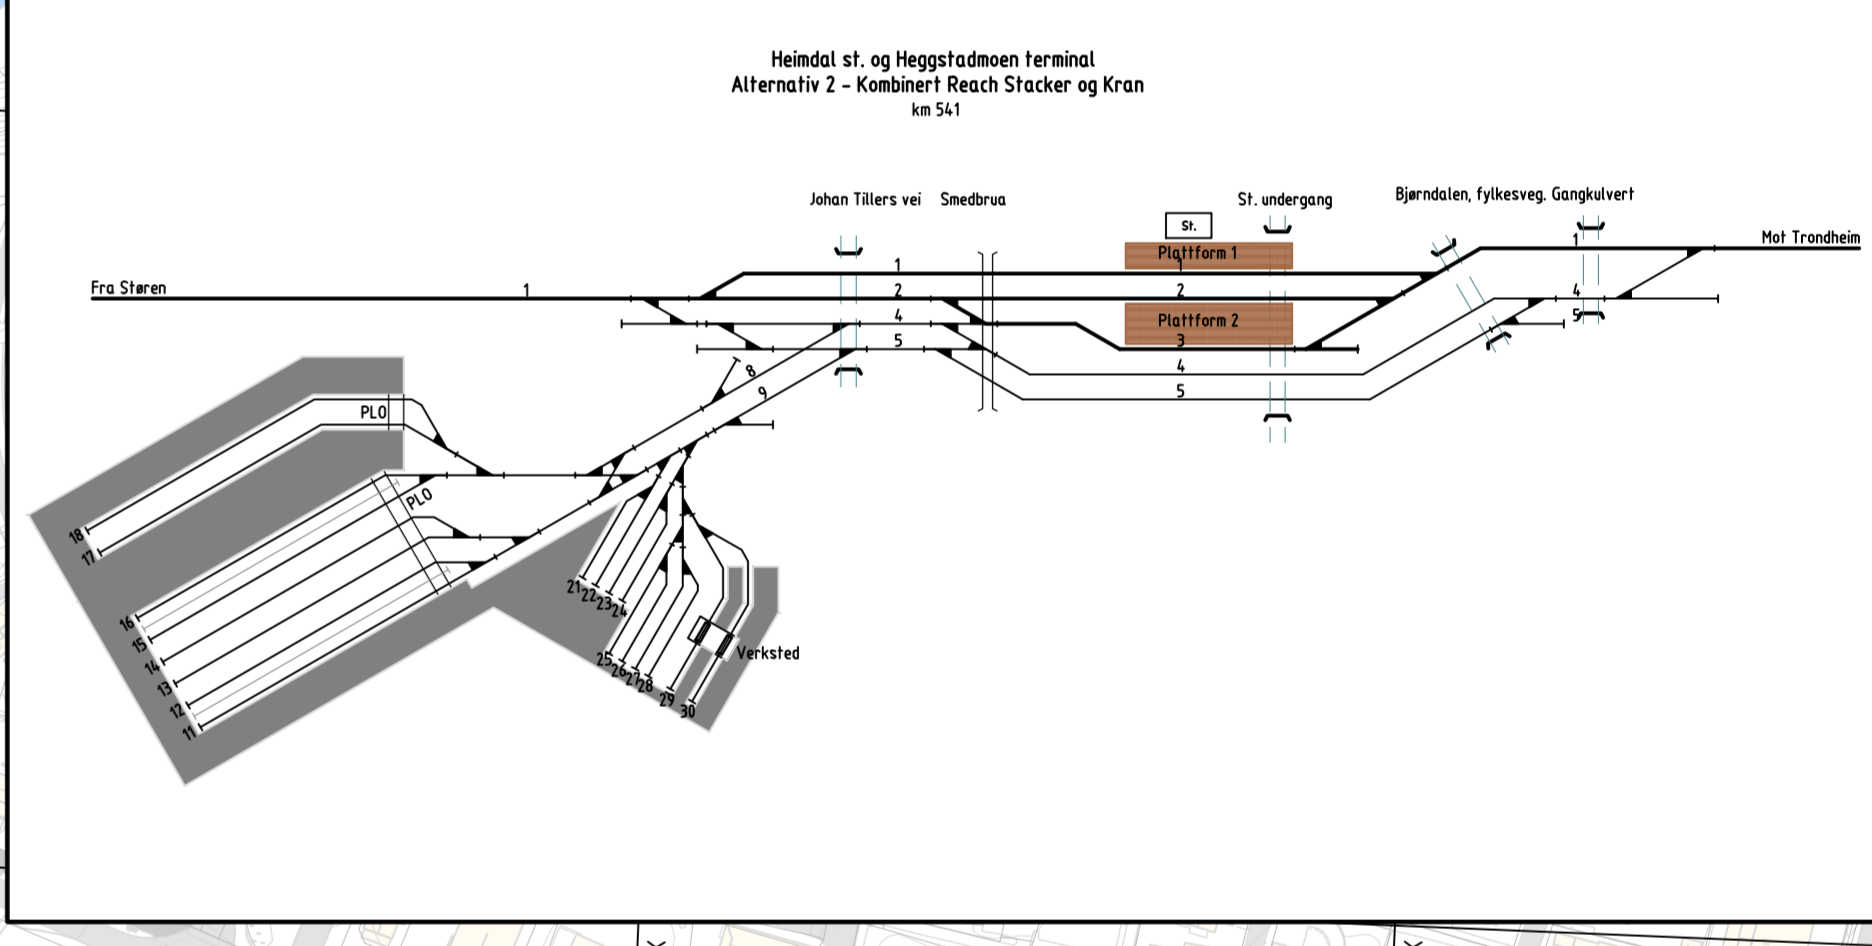 Heimdal st. og Heggstadmoen terminal
Alternativ 2 - Kombinert Reach Stacker og Kran
km 541
Johan Tillers vei
Smedbrua
St. undergang
Bjørndalen, fylkesveg. Gangkulvert
St.
Plattform 1
Mot Trondheim
Fra Støren
1
1
1
1
2
2
4
Plattform 2
4
5
5
3
4
5
8
9
PLO
PLO
18
17
16
15
14
13
12
11
21
22
23
24
25
26
27
28
29
30
Verksted